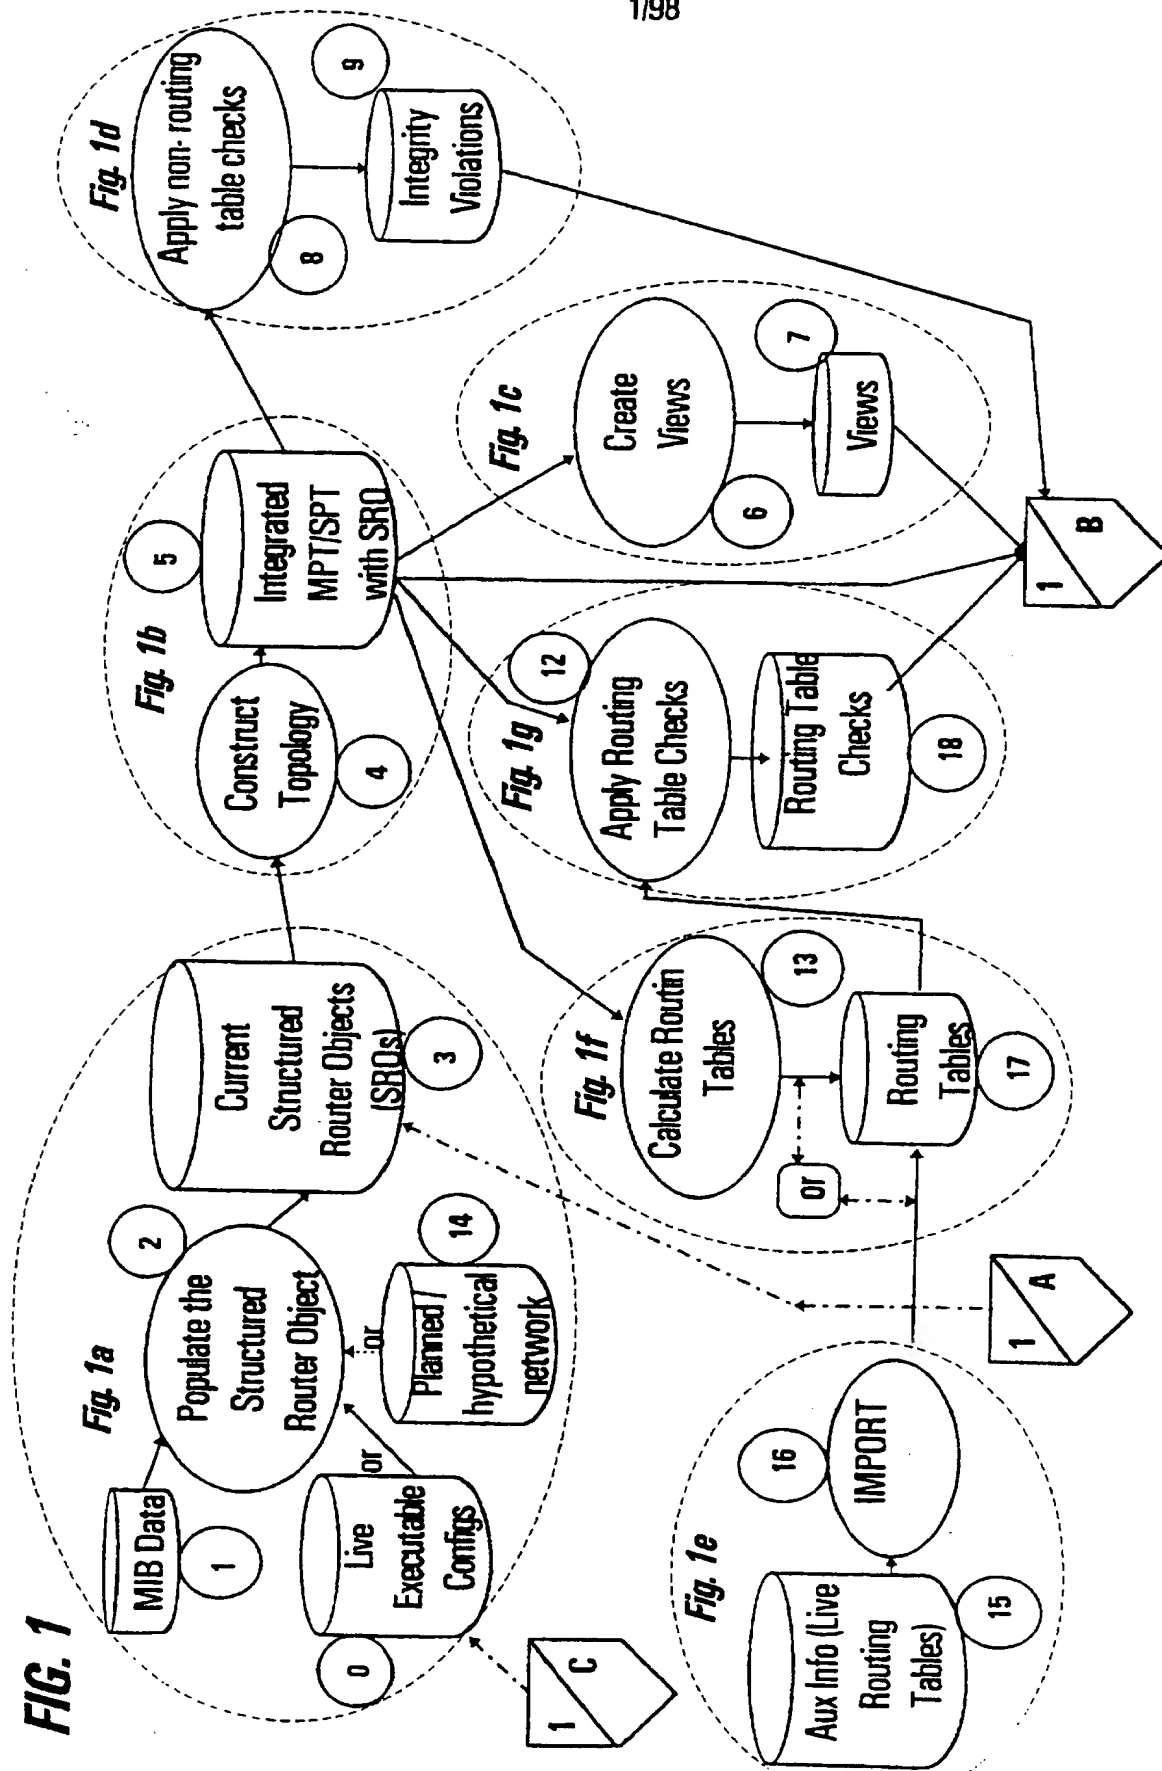 1/98
FIG. 1
Fig. 1a
MIB Data
1
Populate the
Structured
Router Object
2
Live
Executable
Configs
0
or
or
Planned /
hypothetical
network
14
Current
Structured
Router Objects
(SROs)
3
1
C
Fig. 1b
Construct
Topology
4
Integrated
MPT/SPT
with SRO
5
Fig. 1d
Apply non- routing
table checks
8
Integrity
Violations
9
Fig. 1c
Create
Views
6
Views
7
Fig. 1g
Apply Routing
Table Checks
12
Routing Table
Checks
18
Fig. 1f
Calculate Routin
Tables
13
or
Routing
Tables
17
Fig. 1e
Aux Info (Live
Routing
Tables)
15
IMPORT
16
1
A
1
B